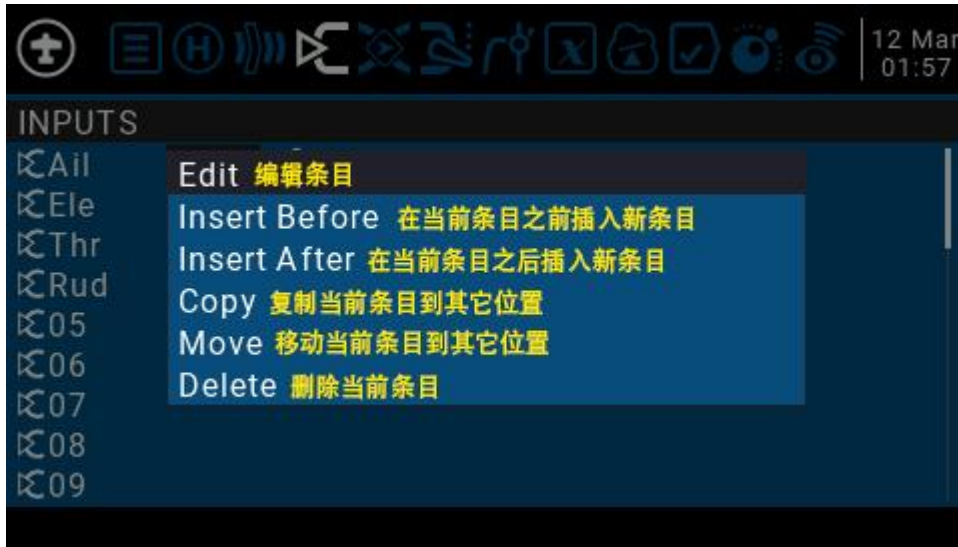 12 Mar
01:57
INPUTS
Ail
Ele
Thr
Rud
05
06
07
08
09
Edit 编辑条目
Insert Before 在当前条目之前插入新条目
Insert After 在当前条目之后插入新条目
Copy 复制当前条目到其它位置
Move 移动当前条目到其它位置
Delete 删除当前条目